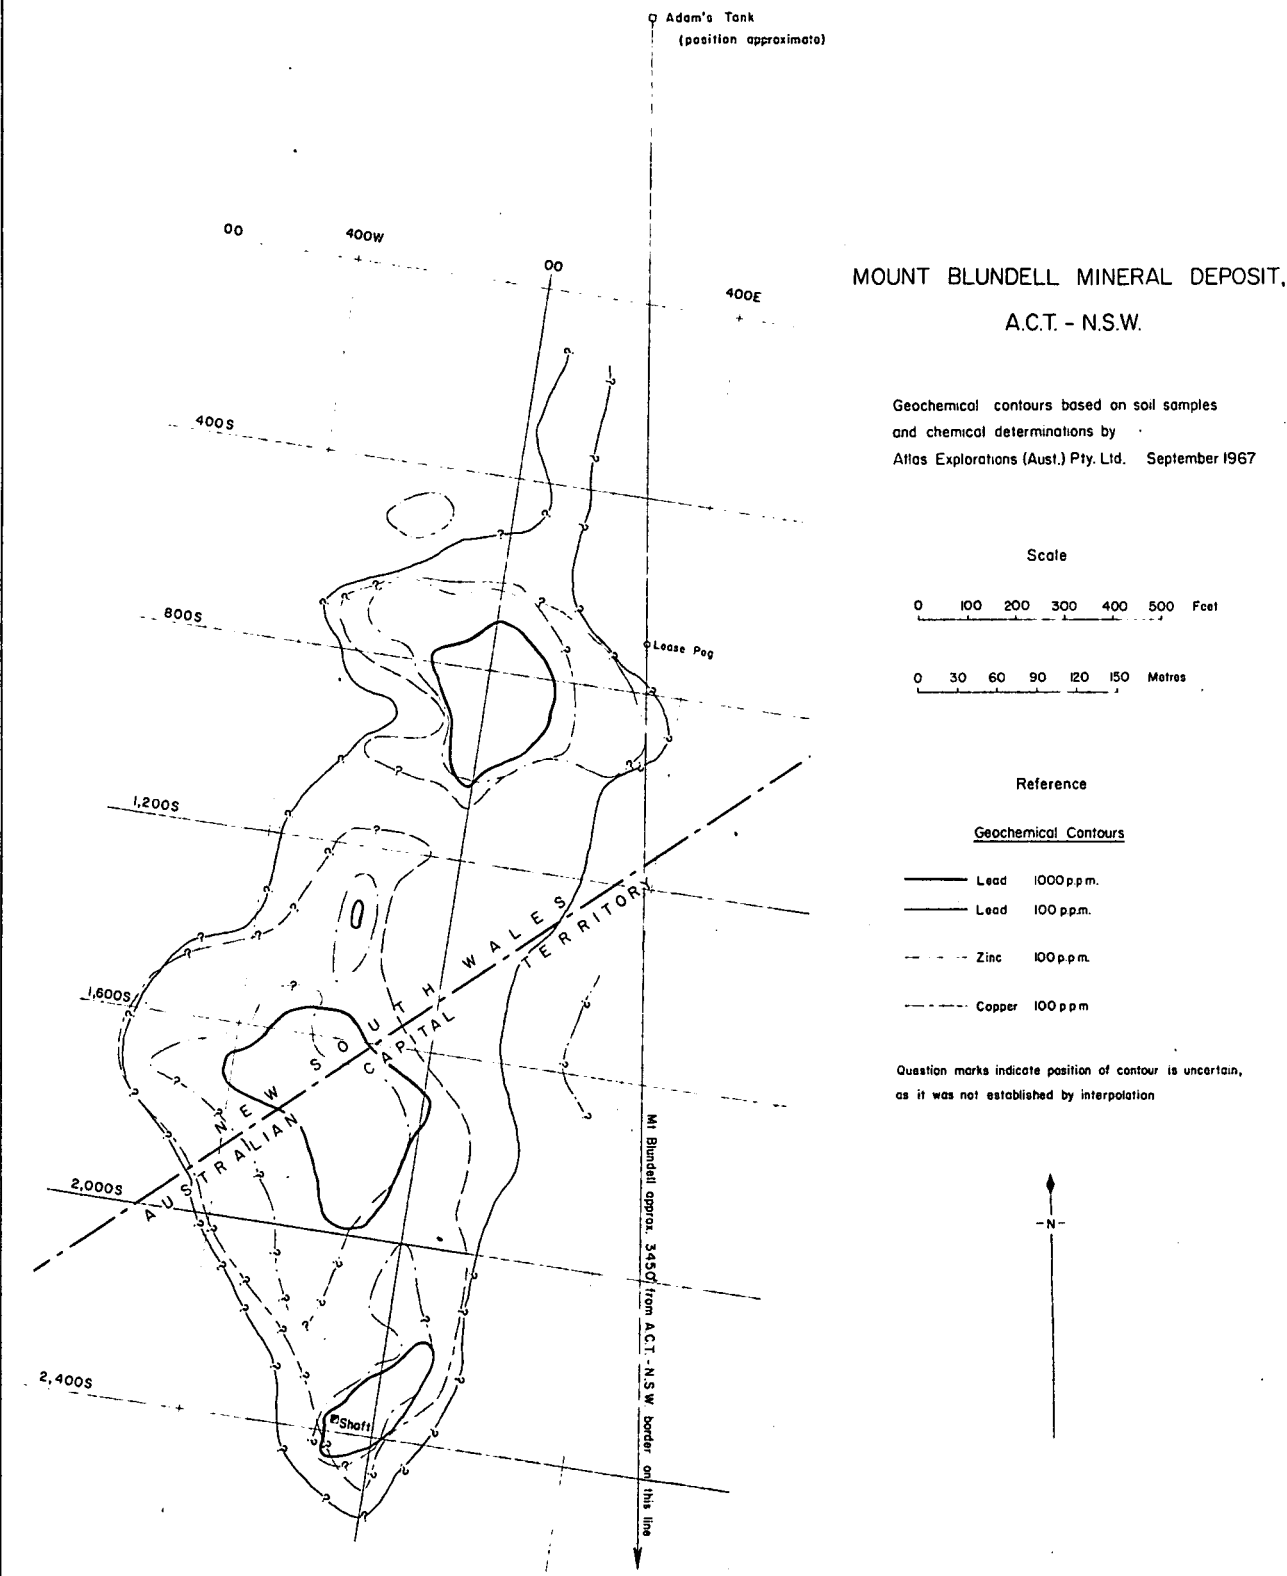 Adam's Tank
(position approximate)
00
400W
00
400E
MOUNT BLUNDELL MINERAL DEPOSIT,
A.C.T. - N.S.W.
Geochemical contours based on soil samples
and chemical determinations by
Atlas Explorations (Aust.) Pty. Ltd. September 1967
400S
Scale
0 100 200 300 400 500 Feet
800S
Lease Peg
0 30 60 90 120 150 Metres
Reference
1,200S
Geochemical Contours
Lead 1000 p.p.m.
Lead 100 p.p.m.
Zinc 100 p.p.m.
Copper 100 p.p.m
NEW SOUTH WALES
AUSTRALIAN CAPITAL TERRITORY
1,600S
Question marks indicate position of contour is uncertain,
as it was not established by interpolation
Mt Blundell approx. 3450' from A.C.T.-N.S.W. border on this line
2,000S
-N-
2,400S
Shaft